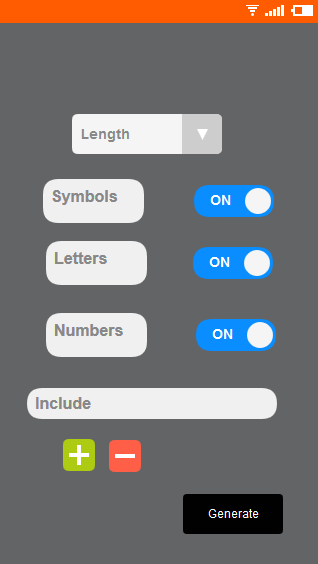 Length
Symbols
ON
Letters
ON
Numbers
ON
Include
Generate